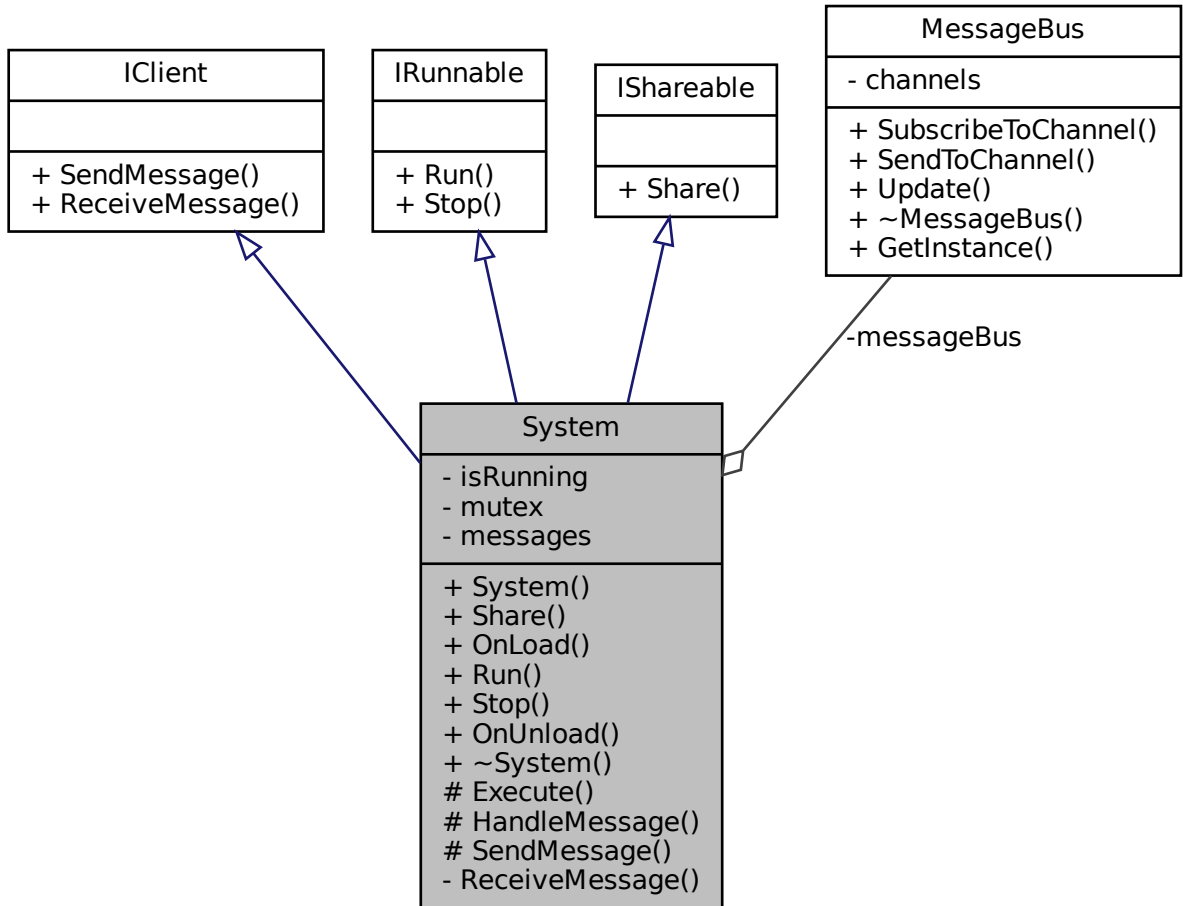 IClient
+ SendMessage()
+ ReceiveMessage()
IRunnable
+ Run()
+ Stop()
IShareable
+ Share()
MessageBus
- channels
+ SubscribeToChannel()
+ SendToChannel()
+ Update()
+ ~MessageBus()
+ GetInstance()
-messageBus
System
- isRunning
- mutex
- messages
+ System()
+ Share()
+ OnLoad()
+ Run()
+ Stop()
+ OnUnload()
+ ~System()
# Execute()
# HandleMessage()
# SendMessage()
- ReceiveMessage()